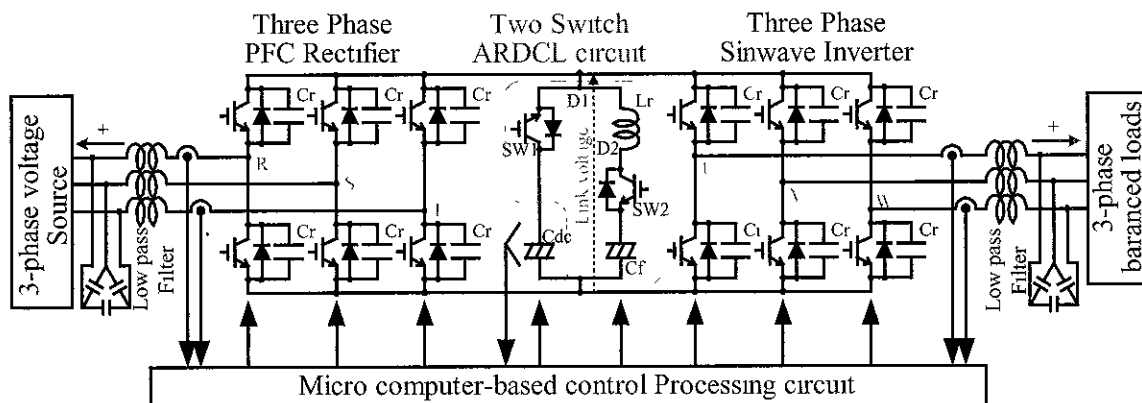 Three Phase
PFC Rectifier
Two Switch
ARDCL circuit
Three Phase
Sinwave Inverter
3-phase voltage
Source
+
Low pass
Filter
Cr
Cr
Cr
R
S
Cr
Cr
Cr
D1
Lr
SW1
D2
SW2
Link voltage
Cdc
Cf
Cr
Cr
Cr
W
Cr
Cr
+
Low pass
Filter
3-phase
baranced loads
Micro computer-based control Processing circuit